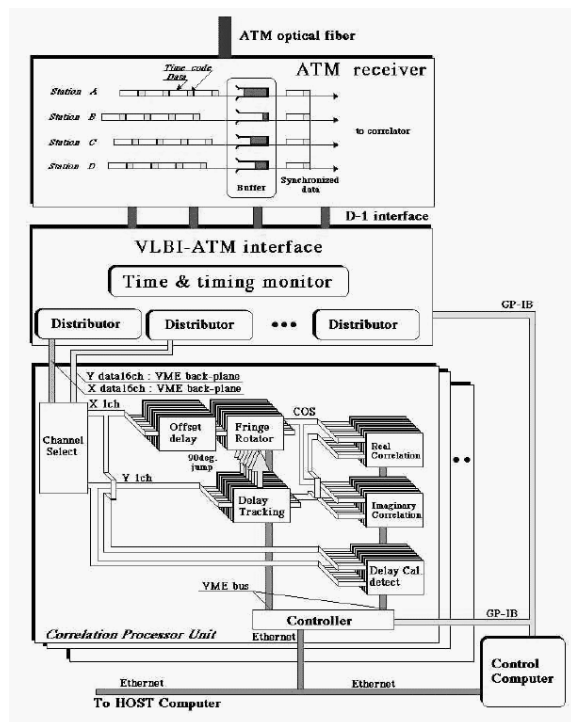 ATM optical fiber
ATM receiver
Time code
Data
Station A
Station B
Station C
Station D
to correlator
Buffer
Synchronized
data
D-1 interface
VLBI-ATM interface
Time & timing monitor
GP-IB
Distributor
Distributor
•••
Distributor
Y data16ch : VME back-plane
X data16ch : VME back-plane
X 1ch
COS
Channel
Select
Offset
delay
Fringe
Rotator
Real
Correlation
90deg.
jump
••
Y 1ch
Delay
Tracking
Imaginary
Correlation
Delay Cal
detect
VME bus
Controller
GP-IB
Correlation Processor Unit
Ethernet
Control
Computer
Ethernet
Ethernet
To HOST Computer